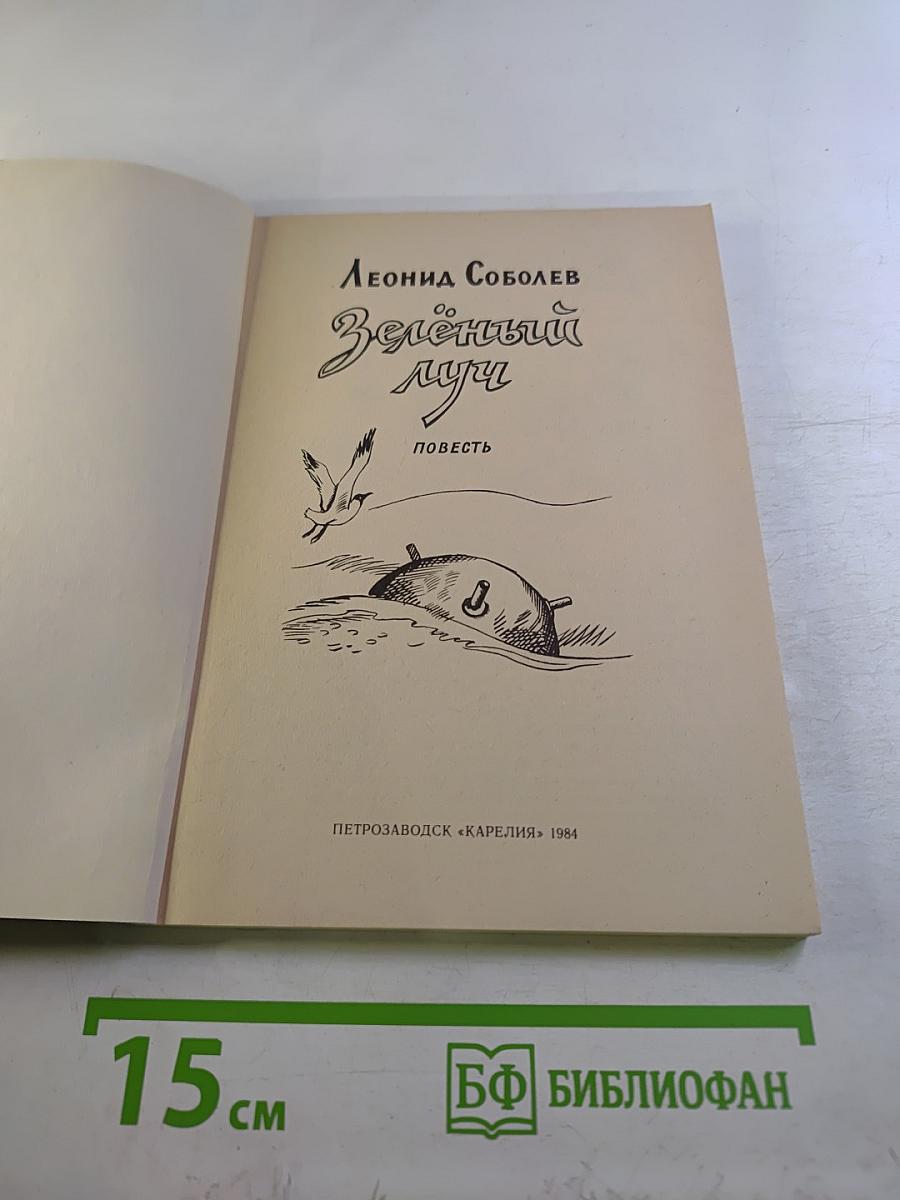 Леонид Соболев
Зелёный
луч
ПОВЕСТЬ
ПЕТРОЗАВОДСК «КАРЕЛИЯ» 1984
15 см
БФ БИБЛИОФАН